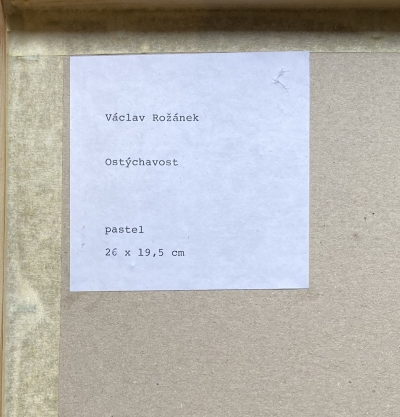 Václav Rožánek
Ostýchavost
pastel
26 x 19,5 cm